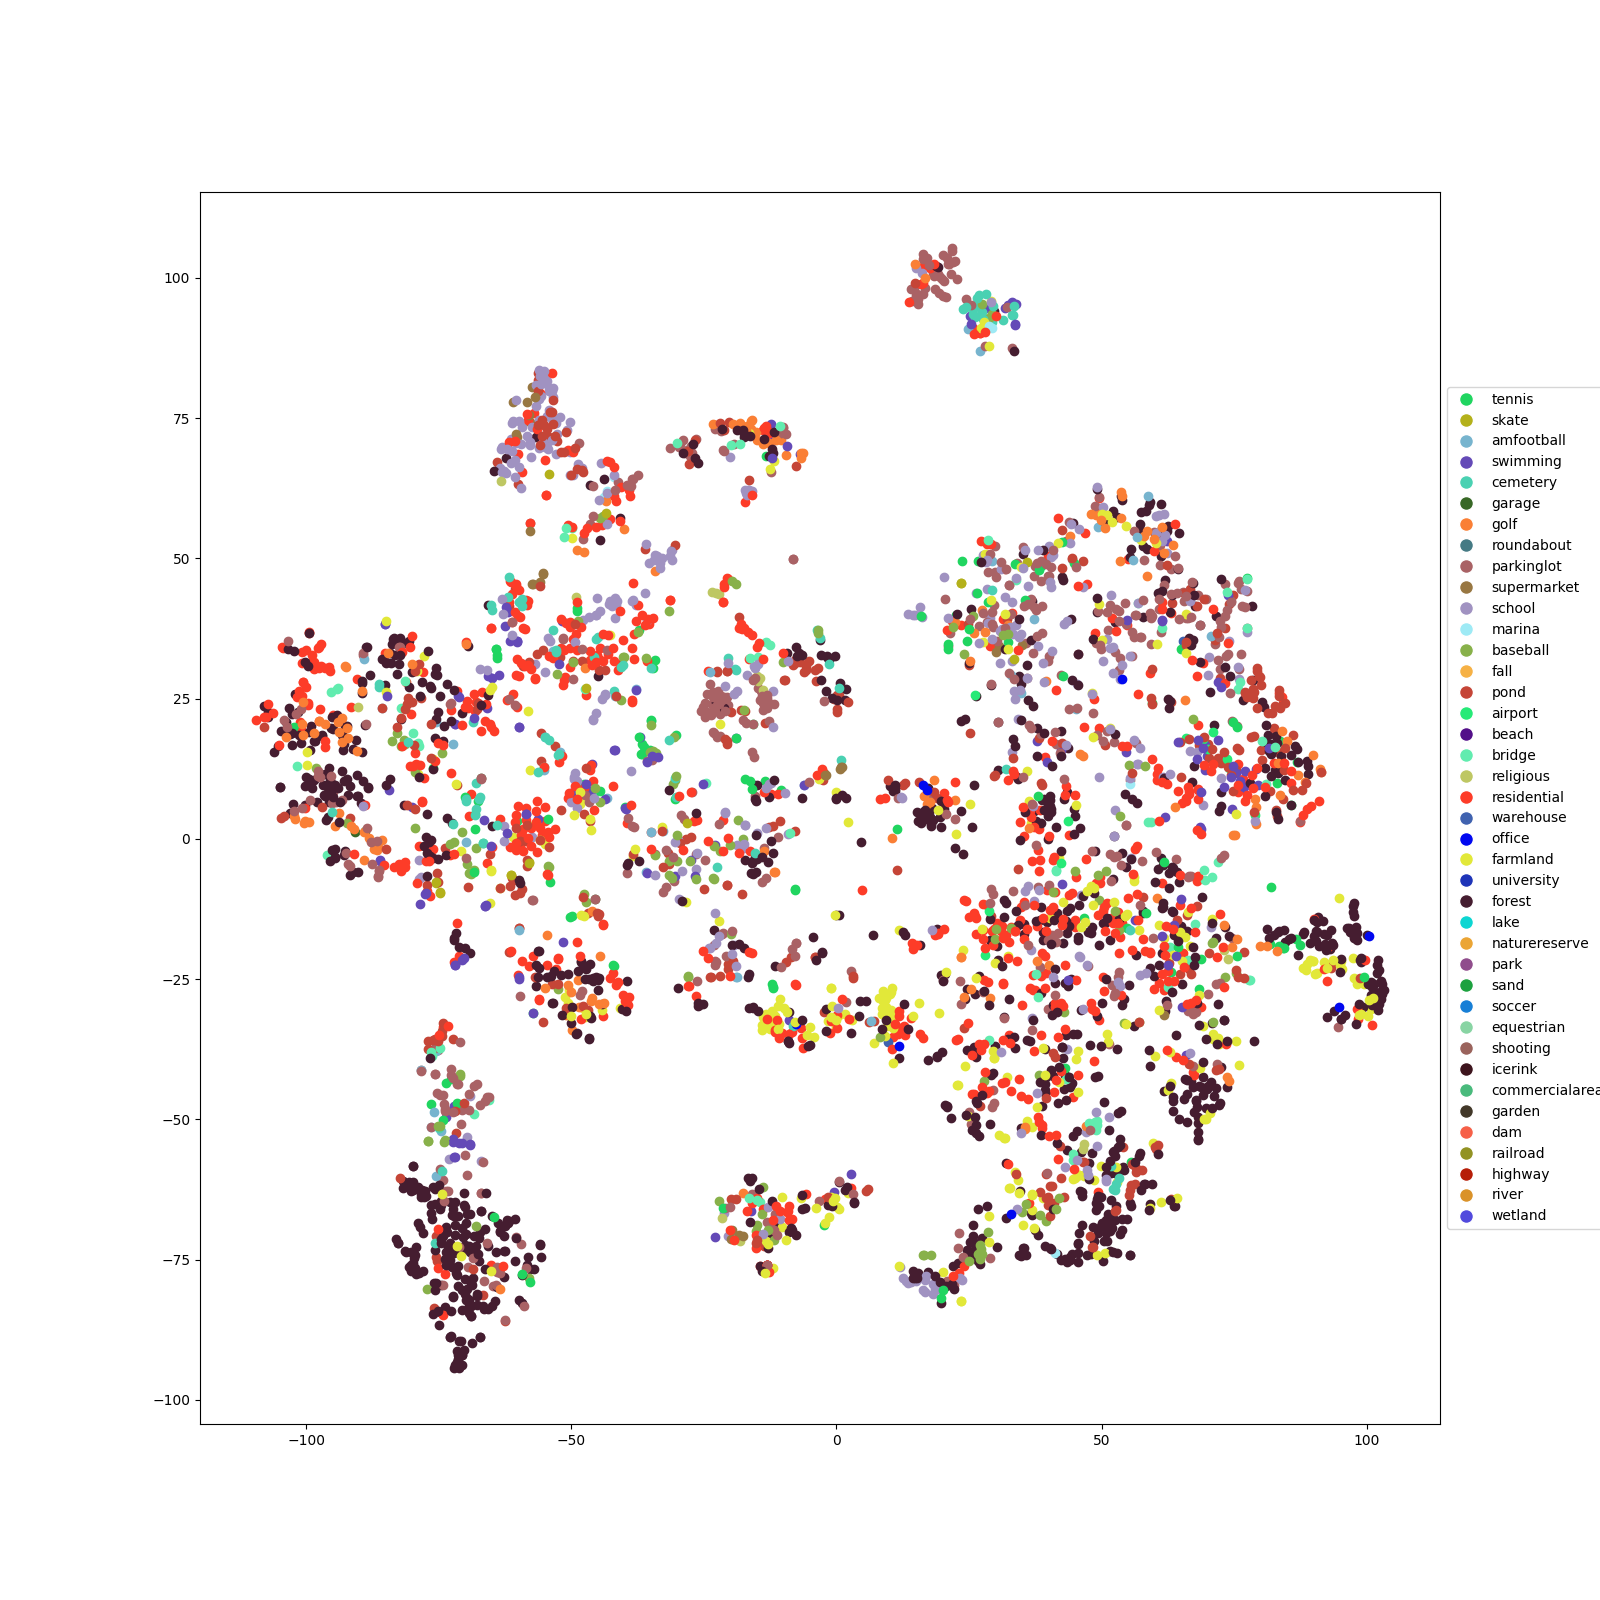 100
75
50
25
0
−25
−50
−75
−100
−100
−50
0
50
100
tennis
skate
amfootball
swimming
cemetery
garage
golf
roundabout
parkinglot
supermarket
school
marina
baseball
fall
pond
airport
beach
bridge
religious
residential
warehouse
office
farmland
university
forest
lake
naturereserve
park
sand
soccer
equestrian
shooting
icerink
commercialarea
garden
dam
railroad
highway
river
wetland